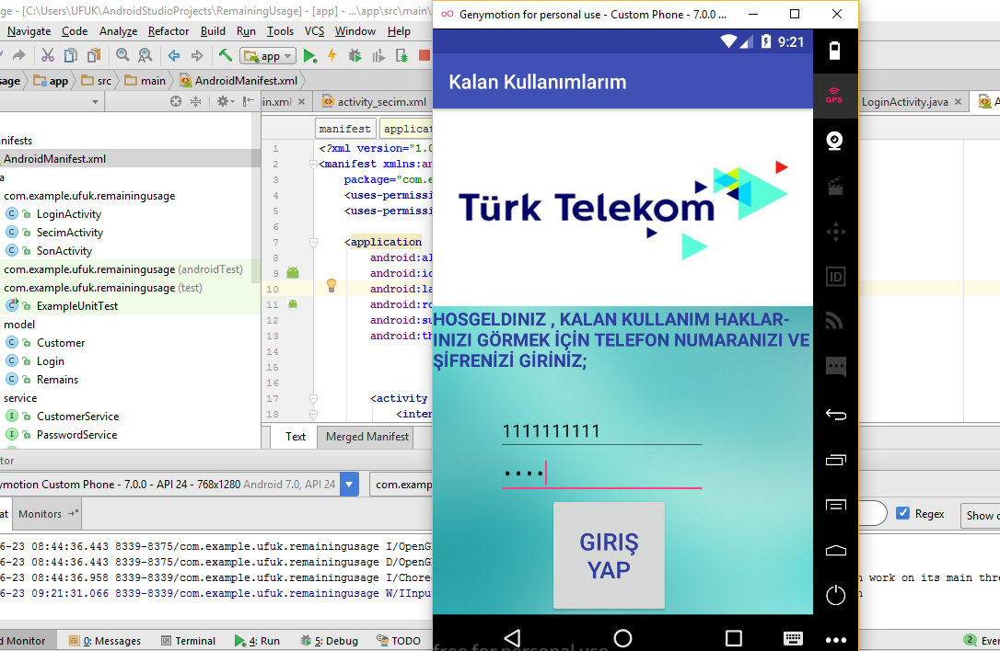 ge - [C:\Users\UFUK\AndroidStudioProjects\RemainingUsage] - [app] - ...\app\src\main\
Genymotion for personal use - Custom Phone - 7.0.0 ...
Navigate Code Analyze Refactor Build Run Tools VCS Window Help
app
9:21
sage app src main AndroidManifest.xml
Kalan Kullanımlarım
GPS
in.xml activity_secim.xml
LoginActivity.java A
manifest applicat
nifests
AndroidManifest.xml
a
com.example.ufuk.remainingusage
LoginActivity
SecimActivity
SonActivity
com.example.ufuk.remainingusage (androidTest)
com.example.ufuk.remainingusage (test)
ExampleUnitTest
model
Customer
Login
Remains
service
CustomerService
PasswordService
1 <?xml version="1.0
2 <manifest xmlns:an
3 package="com.e
4 <uses-permissi
5 <uses-permissi
6
7 <application
8 android:al
9 android:ic
10 android:la
11 android:ro
12 android:su
13 android:th
14
15
16
17 <activity
18 <inten
Text Merged Manifest
Türk Telekom
HOSGELDINIZ , KALAN KULLANIM HAKLAR-
INIZI GÖRMEK İÇİN TELEFON NUMARANIZI VE
ŞİFRENİZİ GİRİNİZ;
1111111111
••••
GIRIŞ
YAP
ID
tor
ymotion Custom Phone - 7.0.0 - API 24 - 768x1280 Android 7.0, API 24 com.examp
at Monitors
Regex Show o
6-23 08:44:36.443 8339-8375/com.example.ufuk.remainingusage I/OpenG
6-23 08:44:36.443 8339-8375/com.example.ufuk.remainingusage D/OpenG
6-23 08:44:36.958 8339-8339/com.example.ufuk.remainingusage I/Chore
h work on its main thre
6-23 09:21:31.066 8339-8339/com.example.ufuk.remainingusage W/IInpu
n
d Monitor 0: Messages Terminal 4: Run 5: Debug TODO
2 Even
free for personal use